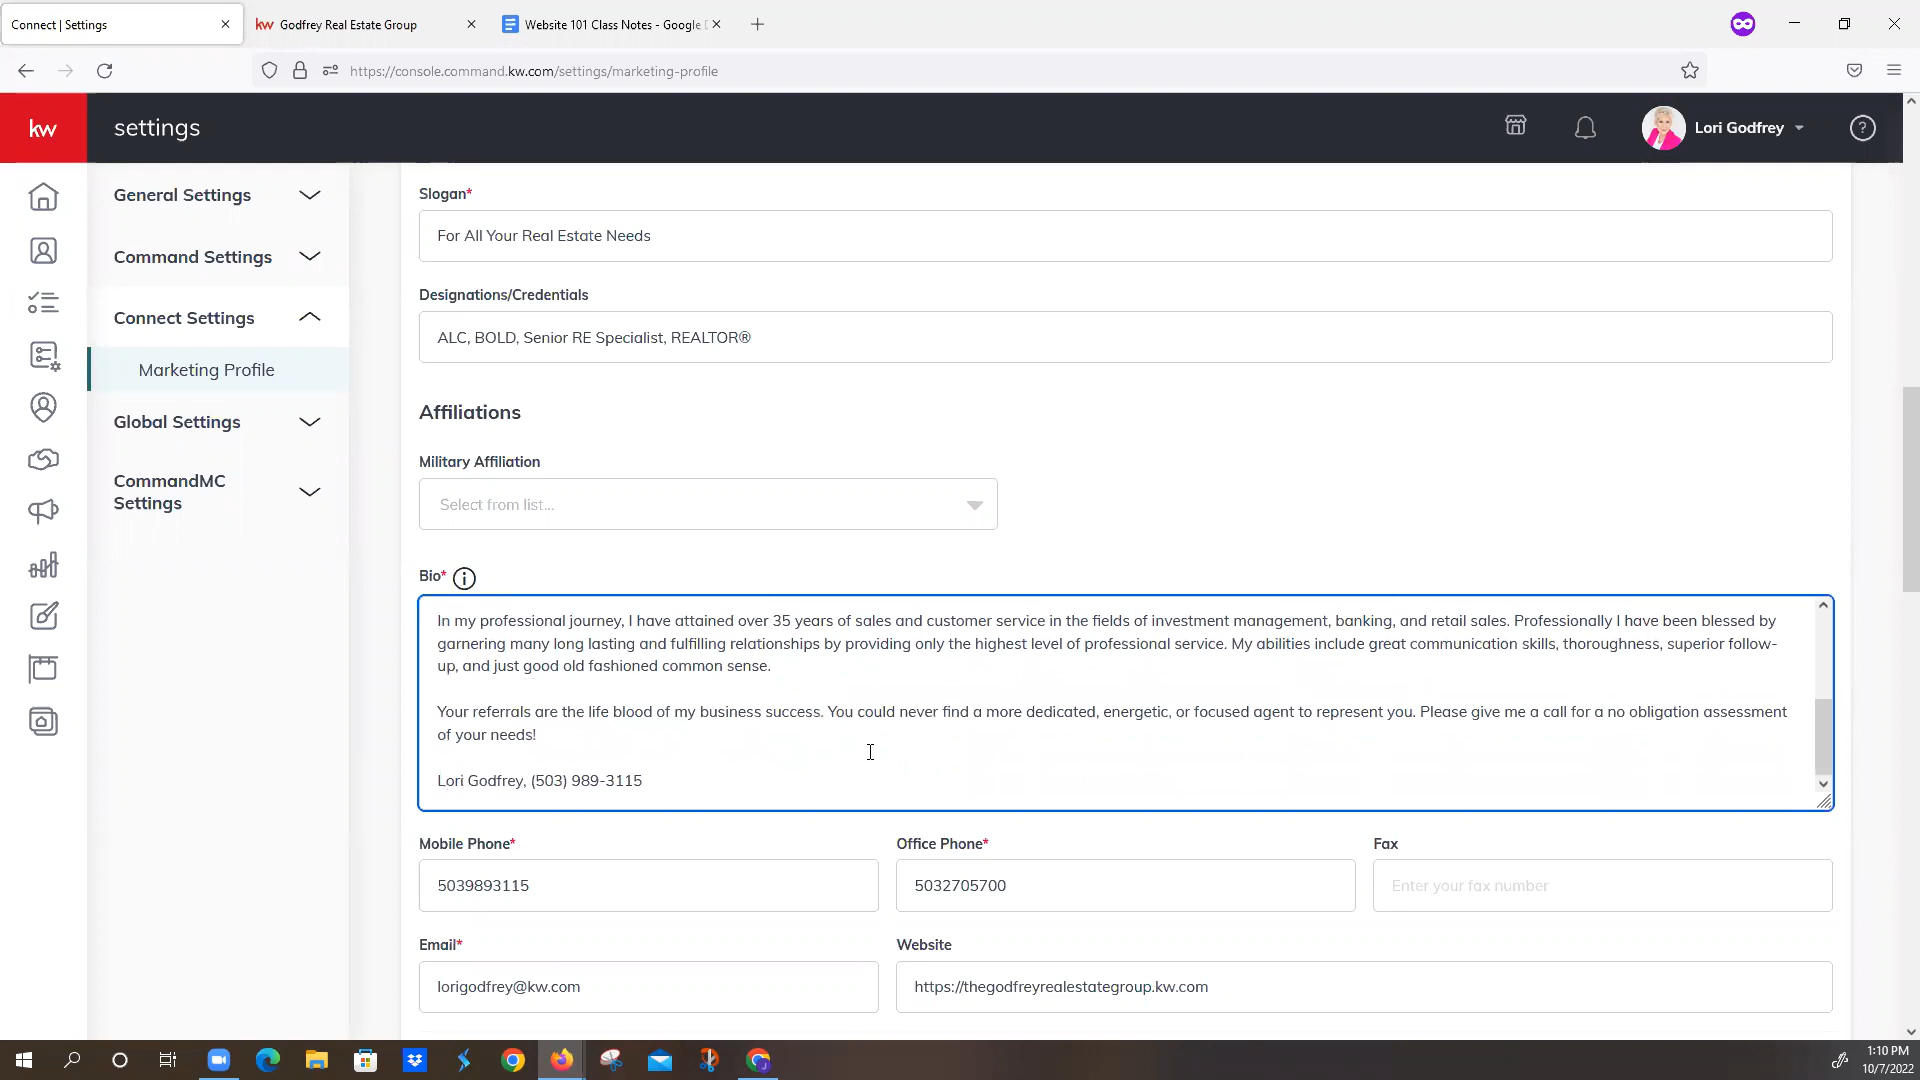 Connect | Settings
kw Godfrey Real Estate Group
Website 101 Class Notes - Google
https://console.command.kw.com/settings/marketing-profile
kw
settings
Lori Godfrey
General Settings
Command Settings
Connect Settings
Marketing Profile
Global Settings
CommandMC
Settings
Slogan*
For All Your Real Estate Needs
Designations/Credentials
ALC, BOLD, Senior RE Specialist, REALTOR®
Affiliations
Military Affiliation
Select from list...
Bio*
In my professional journey, I have attained over 35 years of sales and customer service in the fields of investment management, banking, and retail sales. Professionally I have been blessed by
garnering many long lasting and fulfilling relationships by providing only the highest level of professional service. My abilities include great communication skills, thoroughness, superior follow-
up, and just good old fashioned common sense.
Your referrals are the life blood of my business success. You could never find a more dedicated, energetic, or focused agent to represent you. Please give me a call for a no obligation assessment
of your needs!
Lori Godfrey, (503) 989-3115
Mobile Phone*
Office Phone*
Fax
5039893115
5032705700
Enter your fax number
Email*
Website
lorigodfrey@kw.com
https://thegodfreyrealestategroup.kw.com
1:10 PM
10/7/2022